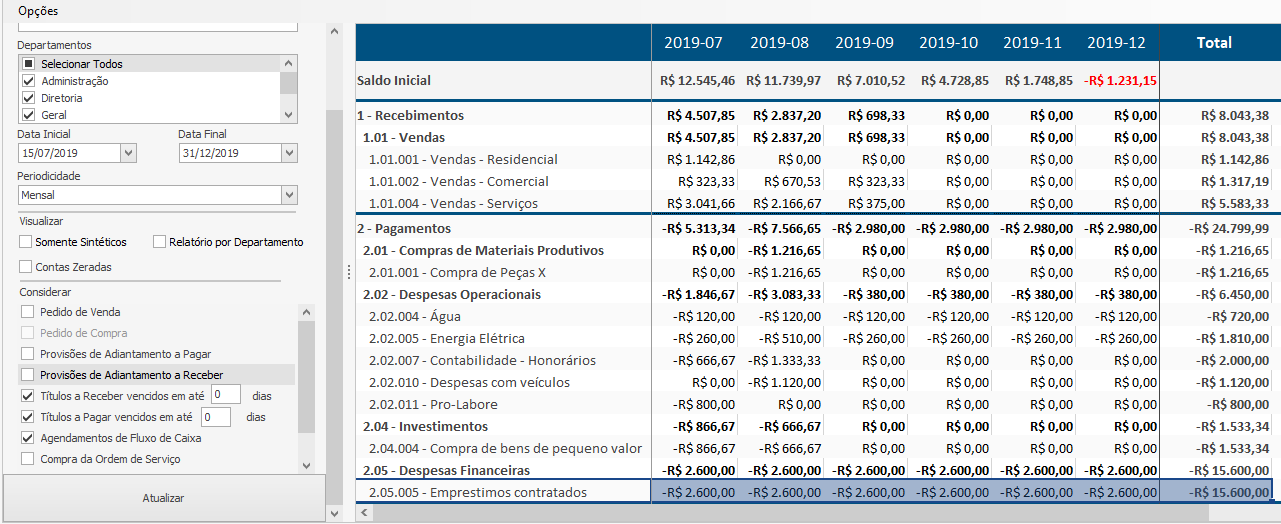 Opções
Departamentos
Selecionar Todos
Administração
Diretoria
Geral
Data Inicial Data Final
15/07/2019 31/12/2019
Periodicidade
Mensal
Visualizar
Somente Sintéticos Relatório por Departamento
Contas Zeradas
Considerar
Pedido de Venda
Pedido de Compra
Provisões de Adiantamento a Pagar
Provisões de Adiantamento a Receber
Títulos a Receber vencidos em até 0 dias
Títulos a Pagar vencidos em até 0 dias
Agendamentos de Fluxo de Caixa
Compra da Ordem de Serviço
Atualizar
2019-07 2019-08 2019-09 2019-10 2019-11 2019-12 Total
Saldo Inicial R$ 12.545,46 R$ 11.739,97 R$ 7.010,52 R$ 4.728,85 R$ 1.748,85 -R$ 1.231,15
1 - Recebimentos R$ 4.507,85 R$ 2.837,20 R$ 698,33 R$ 0,00 R$ 0,00 R$ 0,00 R$ 8.043,38
1.01 - Vendas R$ 4.507,85 R$ 2.837,20 R$ 698,33 R$ 0,00 R$ 0,00 R$ 0,00 R$ 8.043,38
1.01.001 - Vendas - Residencial R$ 1.142,86 R$ 0,00 R$ 0,00 R$ 0,00 R$ 0,00 R$ 0,00 R$ 1.142,86
1.01.002 - Vendas - Comercial R$ 323,33 R$ 670,53 R$ 323,33 R$ 0,00 R$ 0,00 R$ 0,00 R$ 1.317,19
1.01.004 - Vendas - Serviços R$ 3.041,66 R$ 2.166,67 R$ 375,00 R$ 0,00 R$ 0,00 R$ 0,00 R$ 5.583,33
2 - Pagamentos -R$ 5.313,34 -R$ 7.566,65 -R$ 2.980,00 -R$ 2.980,00 -R$ 2.980,00 -R$ 2.980,00 -R$ 24.799,99
2.01 - Compras de Materiais Produtivos R$ 0,00 -R$ 1.216,65 R$ 0,00 R$ 0,00 R$ 0,00 R$ 0,00 -R$ 1.216,65
2.01.001 - Compra de Peças X R$ 0,00 -R$ 1.216,65 R$ 0,00 R$ 0,00 R$ 0,00 R$ 0,00 -R$ 1.216,65
2.02 - Despesas Operacionais -R$ 1.846,67 -R$ 3.083,33 -R$ 380,00 -R$ 380,00 -R$ 380,00 -R$ 380,00 -R$ 6.450,00
2.02.004 - Água -R$ 120,00 -R$ 120,00 -R$ 120,00 -R$ 120,00 -R$ 120,00 -R$ 120,00 -R$ 720,00
2.02.005 - Energia Elétrica -R$ 260,00 -R$ 510,00 -R$ 260,00 -R$ 260,00 -R$ 260,00 -R$ 260,00 -R$ 1.810,00
2.02.007 - Contabilidade - Honorários -R$ 666,67 -R$ 1.333,33 R$ 0,00 R$ 0,00 R$ 0,00 R$ 0,00 -R$ 2.000,00
2.02.010 - Despesas com veículos R$ 0,00 -R$ 1.120,00 R$ 0,00 R$ 0,00 R$ 0,00 R$ 0,00 -R$ 1.120,00
2.02.011 - Pro-Labore -R$ 800,00 R$ 0,00 R$ 0,00 R$ 0,00 R$ 0,00 R$ 0,00 -R$ 800,00
2.04 - Investimentos -R$ 866,67 -R$ 666,67 R$ 0,00 R$ 0,00 R$ 0,00 R$ 0,00 -R$ 1.533,34
2.04.004 - Compra de bens de pequeno valor -R$ 866,67 -R$ 666,67 R$ 0,00 R$ 0,00 R$ 0,00 R$ 0,00 -R$ 1.533,34
2.05 - Despesas Financeiras -R$ 2.600,00 -R$ 2.600,00 -R$ 2.600,00 -R$ 2.600,00 -R$ 2.600,00 -R$ 2.600,00 -R$ 15.600,00
2.05.005 - Emprestimos contratados -R$ 2.600,00 -R$ 2.600,00 -R$ 2.600,00 -R$ 2.600,00 -R$ 2.600,00 -R$ 2.600,00 -R$ 15.600,00